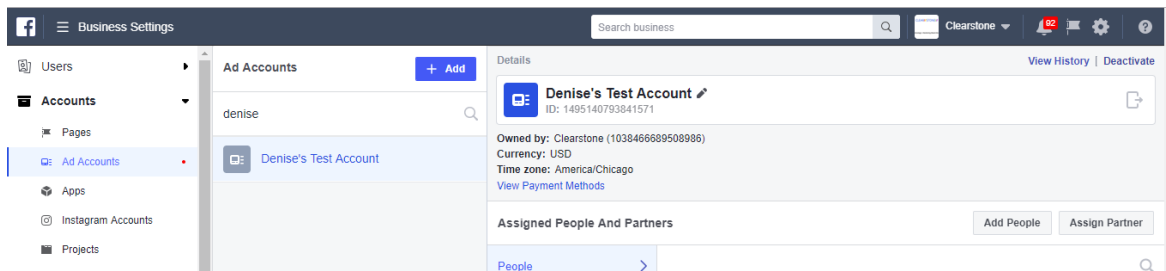 Business Settings
Search business
Clearstone
92
Users
Accounts
Pages
Ad Accounts
Apps
Instagram Accounts
Projects
Ad Accounts
+ Add
denise
Denise's Test Account
Details
View History | Deactivate
Denise's Test Account
ID: 1495140793841571
Owned by: Clearstone (1038466689508986)
Currency: USD
Time zone: America/Chicago
View Payment Methods
Assigned People And Partners
Add People
Assign Partner
People